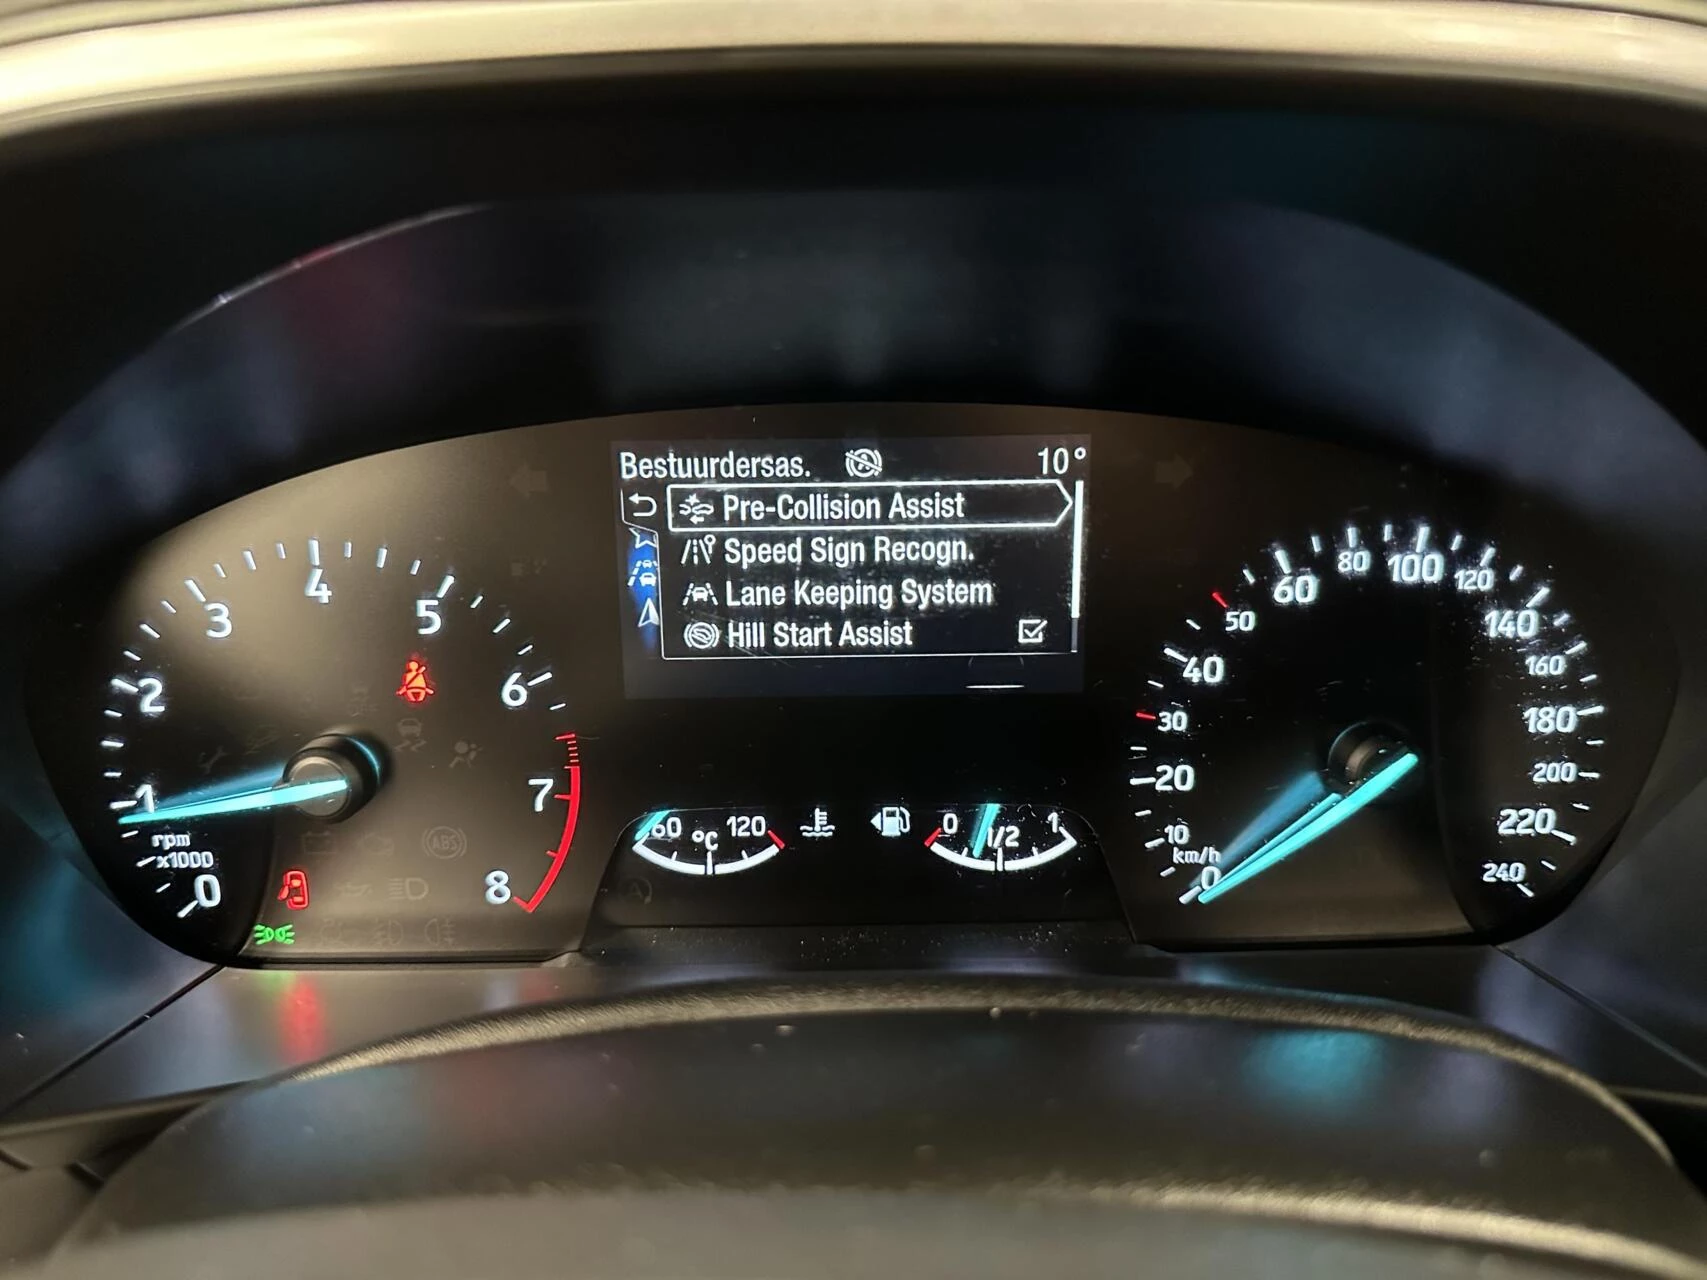 Bestuurdersas. 10°
Pre-Collision Assist
Speed Sign Recogn.
Lane Keeping System
Hill Start Assist
0
1
2
3
4
5
6
7
8
rpm
x1000
ABS
60 °C 120
0 1/2 1
0
10
20
30
40
50
60
80
100
120
140
160
180
200
220
240
km/h